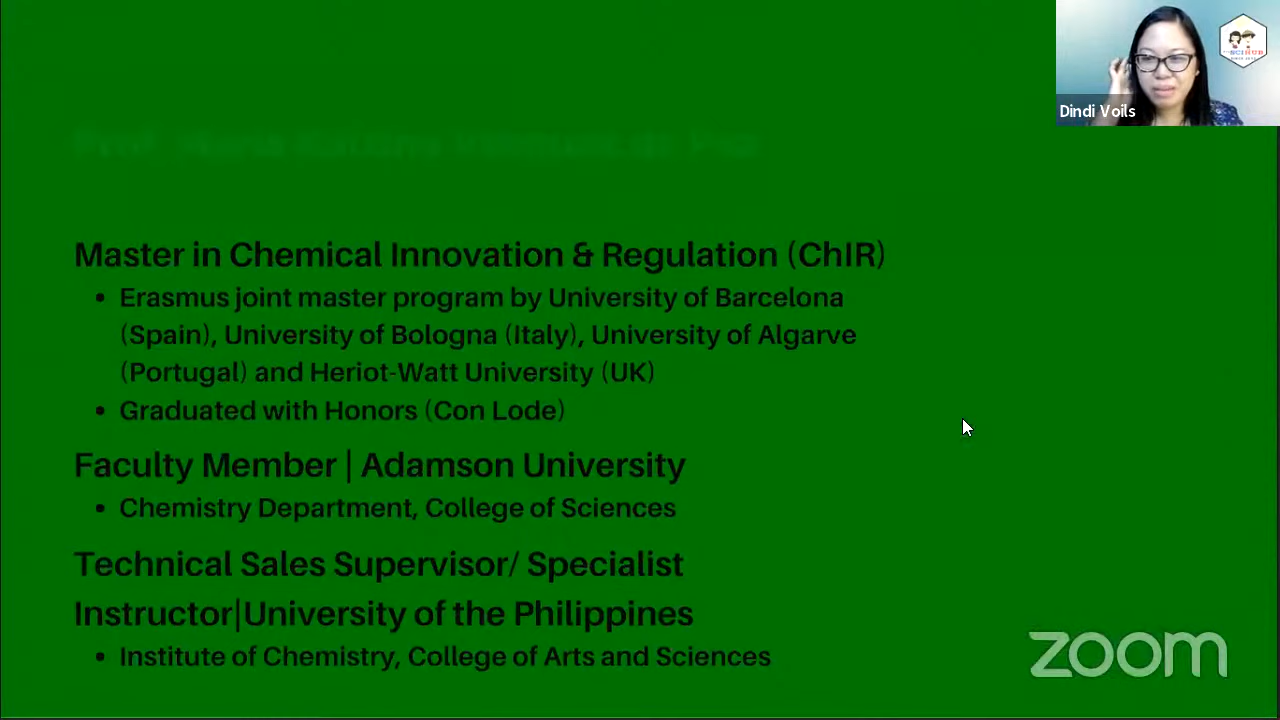 Dindi Voils
Master in Chemical Innovation & Regulation (ChIR)
• Erasmus joint master program by University of Barcelona
(Spain), University of Bologna (Italy), University of Algarve
(Portugal) and Heriot-Watt University (UK)
• Graduated with Honors (Con Lode)
Faculty Member | Adamson University
• Chemistry Department, College of Sciences
Technical Sales Supervisor/ Specialist
Instructor|University of the Philippines
• Institute of Chemistry, College of Arts and Sciences
zoom